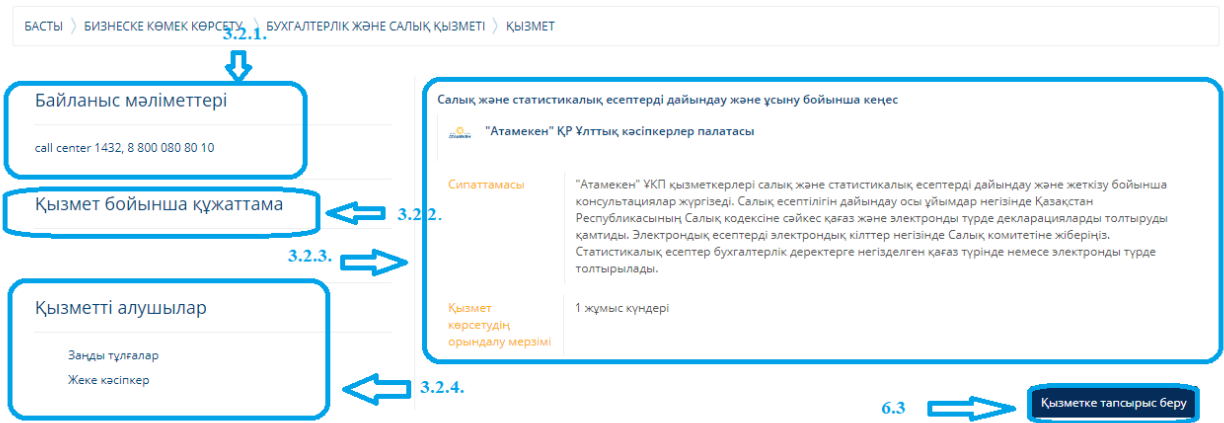 БАСТЫ 〉 БИЗНЕСКЕ КӨМЕК КӨРСЕТУ 〉 БУХГАЛТЕРЛІК ЖӘНЕ САЛЫҚ ҚЫЗМЕТІ 〉 ҚЫЗМЕТ
3.2.1.
Байланыс мәліметтері
call center 1432, 8 800 080 80 10
Қызмет бойынша құжаттама
3.2.2.
3.2.3.
Қызметті алушылар
Заңды тұлғалар
Жеке кәсіпкер
3.2.4.
Салық және статистикалық есептерді дайындау және ұсыну бойынша кеңес
"Атамекен" ҚР Ұлттық кәсіпкерлер палатасы
Сипаттамасы
"Атамекен" ҰКП қызметкерлері салық және статистикалық есептерді дайындау және жеткізу бойынша
консультациялар жүргізеді. Салық есептілігін дайындау осы ұйымдар негізінде Қазақстан
Республикасының Салық кодексіне сәйкес қағаз және электронды түрде декларацияларды толтыруды
қамтиды. Электрондық есептерді электрондық кілттер негізінде Салық комитетіне жіберіңіз.
Статистикалық есептер бухгалтерлік деректерге негізделген қағаз түрінде немесе электронды түрде
толтырылады.
Қызмет
көрсетудің
орындалу мерзімі
1 жұмыс күндері
6.3
Қызметке тапсырыс беру